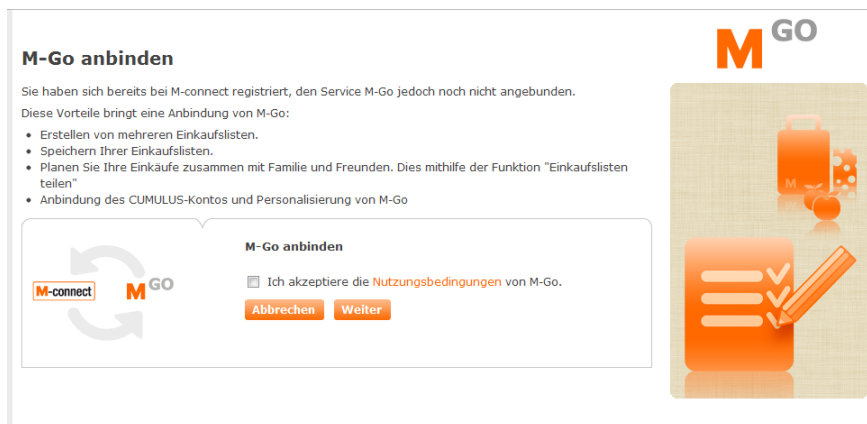 M GO
M-Go anbinden
Sie haben sich bereits bei M-connect registriert, den Service M-Go jedoch noch nicht angebunden.
Diese Vorteile bringt eine Anbindung von M-Go:
• Erstellen von mehreren Einkaufslisten.
• Speichern Ihrer Einkaufslisten.
• Planen Sie Ihre Einkäufe zusammen mit Familie und Freunden. Dies mithilfe der Funktion "Einkaufslisten
teilen"
• Anbindung des CUMULUS-Kontos und Personalisierung von M-Go
M-connect
M GO
M-Go anbinden
Ich akzeptiere die Nutzungsbedingungen von M-Go.
Abbrechen Weiter
M